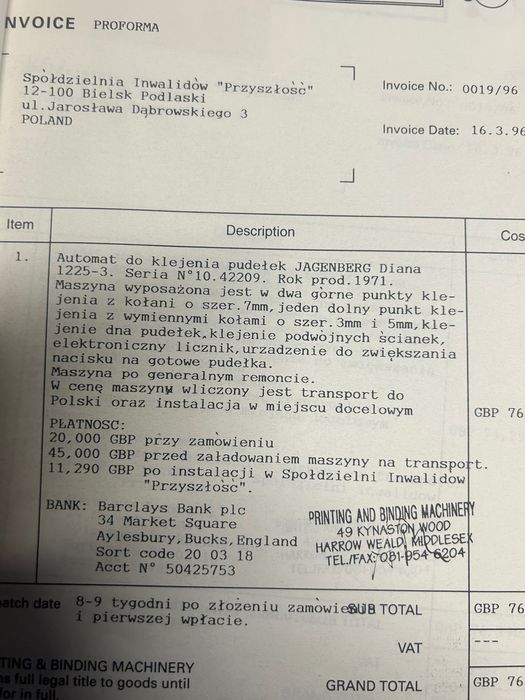 INVOICE PROFORMA
Spółdzielnia Inwalidów "Przyszłość"
12-100 Bielsk Podlaski
ul.Jarosława Dąbrowskiego 3
POLAND
Invoice No.: 0019/96
Invoice Date: 16.3.96
Item Description Cos
1. Automat do klejenia pudełek JAGENBERG Diana
1225-3. Seria N°10.42209. Rok prod.1971.
Maszyna wyposażona jest w dwa górne punkty kle-
jenia z kołani o szer.7mm,jeden dolny punkt kle-
jenia z wymiennymi kołami o szer.3mm i 5mm,kle-
jenie dna pudełek,klejenie podwójnych ścianek,
elektroniczny licznik,urzadzenie do zwiększania
nacisku na gotowe pudełka.
Maszyna po generalnym remoncie.
W cenę maszyny wliczony jest transport do
Polski oraz instalacja w miejscu docelowym GBP 76
PŁATNOSC:
20,000 GBP przy zamówieniu
45,000 GBP przed załadowaniem maszyny na transport.
11,290 GBP po instalacji w Społdzielni Inwalidow
"Przyszłość".
BANK: Barclays Bank plc
34 Market Square
Aylesbury,Bucks,England
Sort code 20 03 18
Acct N° 50425753
PRINTING AND BINDING MACHINERY
49 KYNASTON WOOD
HARROW WEALD, MIDDLESEX
TEL./FAX: 081-954 6204
patch date 8-9 tygodni po złożeniu zamówienia
i pierwszej wpłacie.
SUB TOTAL GBP 76
VAT ---
GRAND TOTAL GBP 76
TING & BINDING MACHINERY
ns full legal title to goods until
for in full.